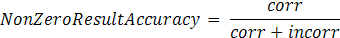 NonZeroResultAccuracy = corr / (corr + incorr)